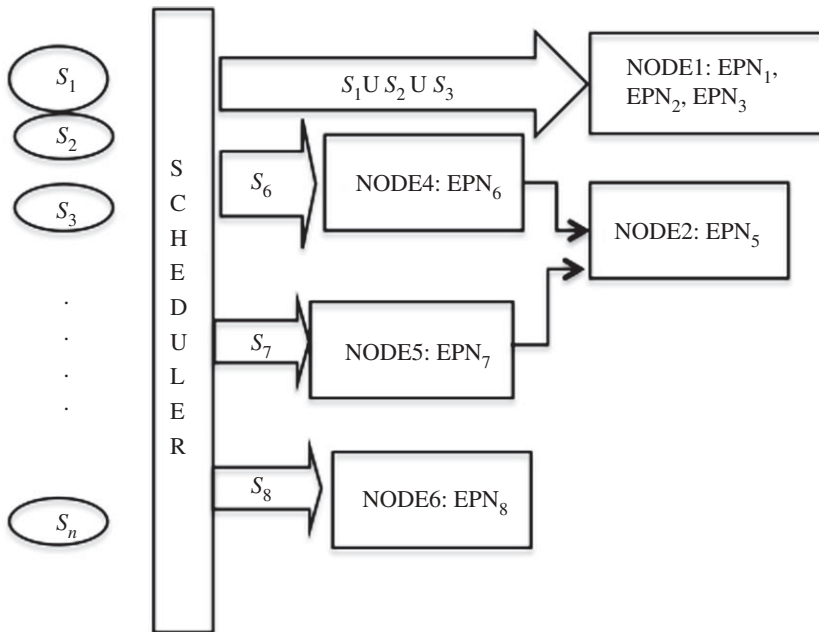 S₁
S₂
S₃
.
.
.
.
Sₙ
S
C
H
E
D
U
L
E
R
S₁U S₂ U S₃
NODE1: EPN₁,
EPN₂, EPN₃
S₆
NODE4: EPN₆
NODE2: EPN₅
S₇
NODE5: EPN₇
S₈
NODE6: EPN₈